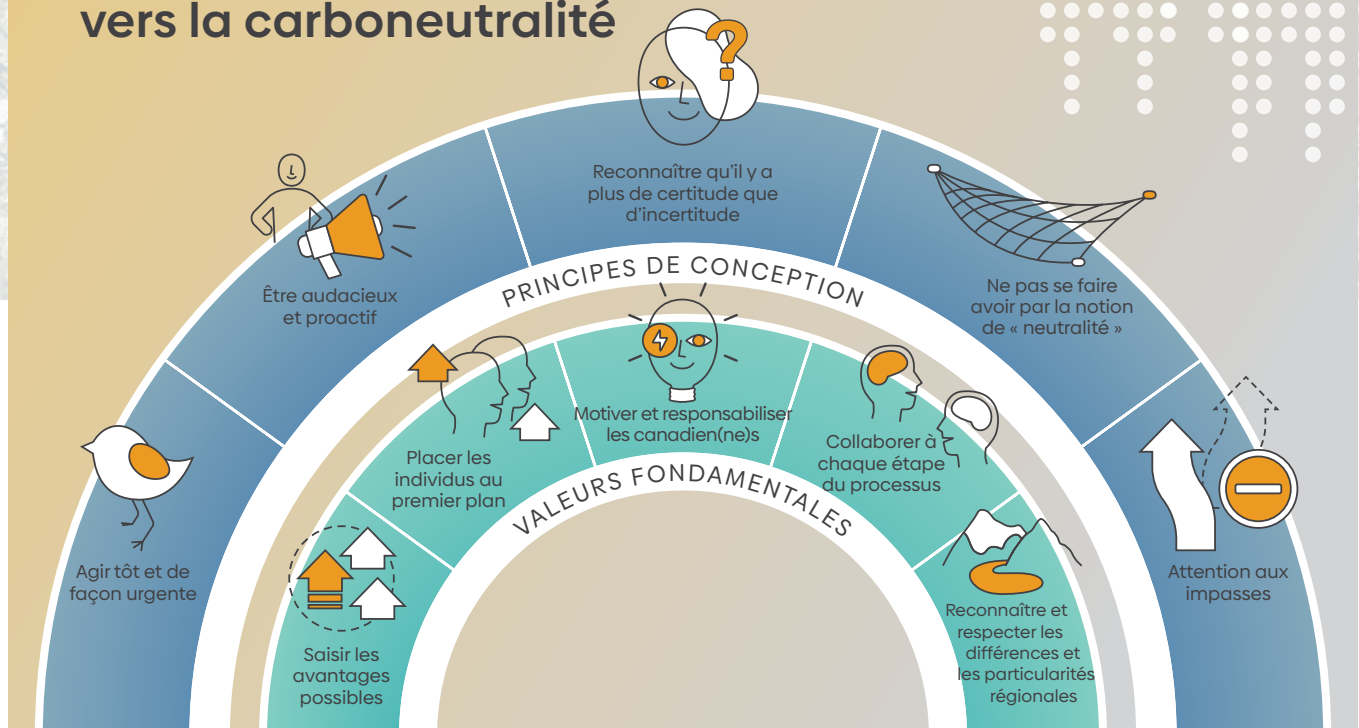 vers la carboneutralité
PRINCIPES DE CONCEPTION
Agir tôt et de
façon urgente
Être audacieux
et proactif
Reconnaître qu'il y a
plus de certitude que
d'incertitude
Ne pas se faire
avoir par la notion
de « neutralité »
Attention aux
impasses
VALEURS FONDAMENTALES
Saisir les
avantages
possibles
Placer les
individus au
premier plan
Motiver et responsabiliser
les canadien(ne)s
Collaborer à
chaque étape
du processus
Reconnaître et
respecter les
différences et
les particularités
régionales